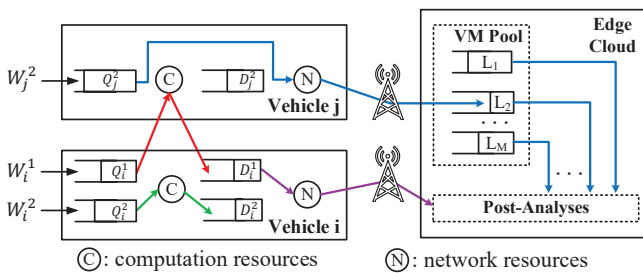 W_j^2
Q_j^2
C
D_j^2
N
Vehicle j
W_i^1
Q_i^1
D_i^1
W_i^2
Q_i^2
C
D_i^2
N
Vehicle i
Edge
Cloud
VM Pool
L_1
L_2
. . .
L_M
. . .
Post-Analyses
C : computation resources
N : network resources